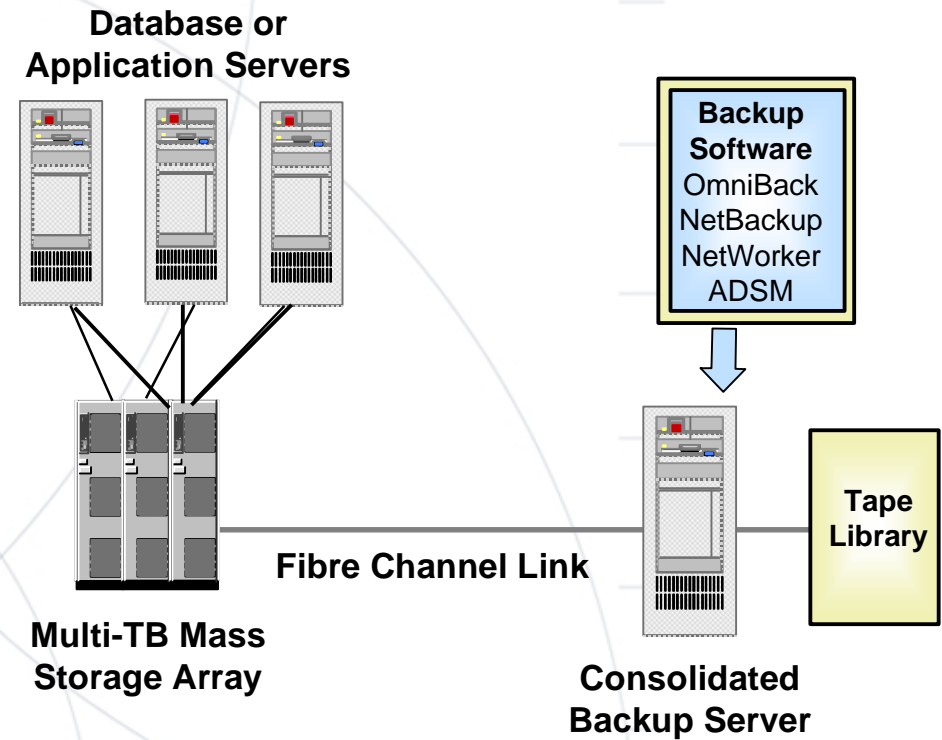 Database or
Application Servers
Backup
Software
OmniBack
NetBackup
NetWorker
ADSM
Tape
Library
Fibre Channel Link
Multi-TB Mass
Storage Array
Consolidated
Backup Server